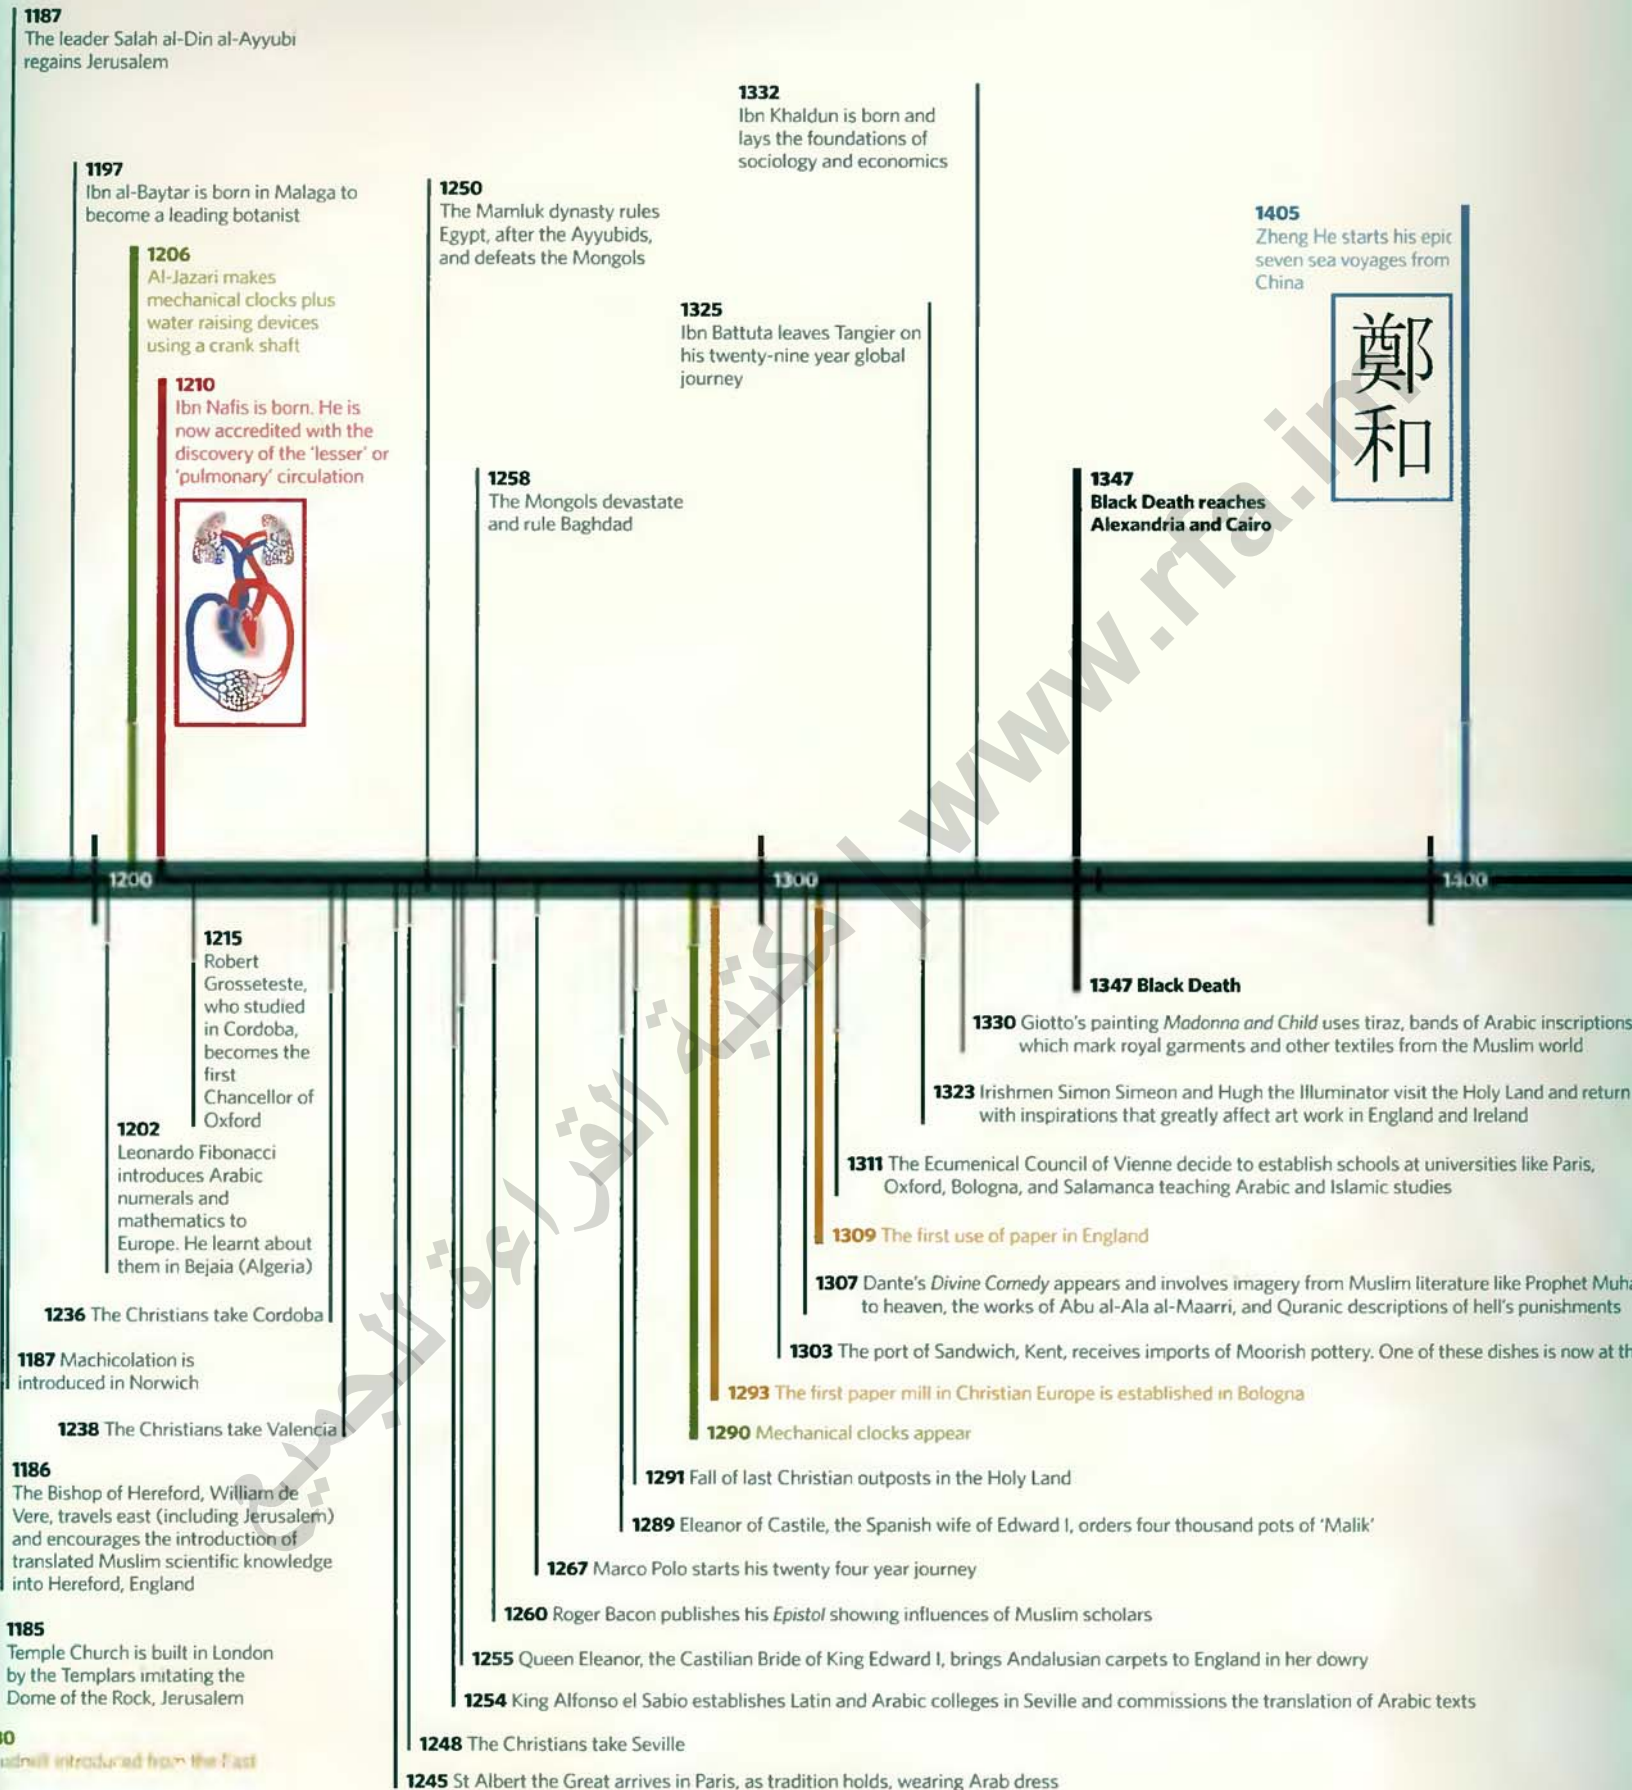 1187
The leader Salah al-Din al-Ayyubi
regains Jerusalem
1332
Ibn Khaldun is born and
lays the foundations of
sociology and economics
1197
Ibn al-Baytar is born in Malaga to
become a leading botanist
1250
The Mamluk dynasty rules
Egypt, after the Ayyubids,
and defeats the Mongols
1405
Zheng He starts his epic
seven sea voyages from
China
鄭
和
1206
Al-Jazari makes
mechanical clocks plus
water raising devices
using a crank shaft
1325
Ibn Battuta leaves Tangier on
his twenty-nine year global
journey
1210
Ibn Nafis is born. He is
now accredited with the
discovery of the 'lesser' or
'pulmonary' circulation
1258
The Mongols devastate
and rule Baghdad
1347
Black Death reaches
Alexandria and Cairo
1200
1300
1400
1215
Robert
Grosseteste,
who studied
in Cordoba,
becomes the
first
Chancellor of
Oxford
1347 Black Death
1330 Giotto's painting Madonna and Child uses tiraz, bands of Arabic inscriptions
which mark royal garments and other textiles from the Muslim world
1323 Irishmen Simon Simeon and Hugh the Illuminator visit the Holy Land and return
with inspirations that greatly affect art work in England and Ireland
1202
Leonardo Fibonacci
introduces Arabic
numerals and
mathematics to
Europe. He learnt about
them in Bejaia (Algeria)
1311 The Ecumenical Council of Vienne decide to establish schools at universities like Paris,
Oxford, Bologna, and Salamanca teaching Arabic and Islamic studies
1309 The first use of paper in England
1307 Dante's Divine Comedy appears and involves imagery from Muslim literature like Prophet Muha
to heaven, the works of Abu al-Ala al-Maarri, and Quranic descriptions of hell's punishments
1236 The Christians take Cordoba
1303 The port of Sandwich, Kent, receives imports of Moorish pottery. One of these dishes is now at th
1187 Machicolation is
introduced in Norwich
1293 The first paper mill in Christian Europe is established in Bologna
1238 The Christians take Valencia
1290 Mechanical clocks appear
1186
The Bishop of Hereford, William de
Vere, travels east (including Jerusalem)
and encourages the introduction of
translated Muslim scientific knowledge
into Hereford, England
1291 Fall of last Christian outposts in the Holy Land
1289 Eleanor of Castile, the Spanish wife of Edward I, orders four thousand pots of 'Malik'
1267 Marco Polo starts his twenty four year journey
1260 Roger Bacon publishes his Epistol showing influences of Muslim scholars
1185
Temple Church is built in London
by the Templars imitating the
Dome of the Rock, Jerusalem
1255 Queen Eleanor, the Castilian Bride of King Edward I, brings Andalusian carpets to England in her dowry
1254 King Alfonso el Sabio establishes Latin and Arabic colleges in Seville and commissions the translation of Arabic texts
introduced from the East
1248 The Christians take Seville
1245 St Albert the Great arrives in Paris, as tradition holds, wearing Arab dress
مكتبة القراءة للجميع | www.rfa.im